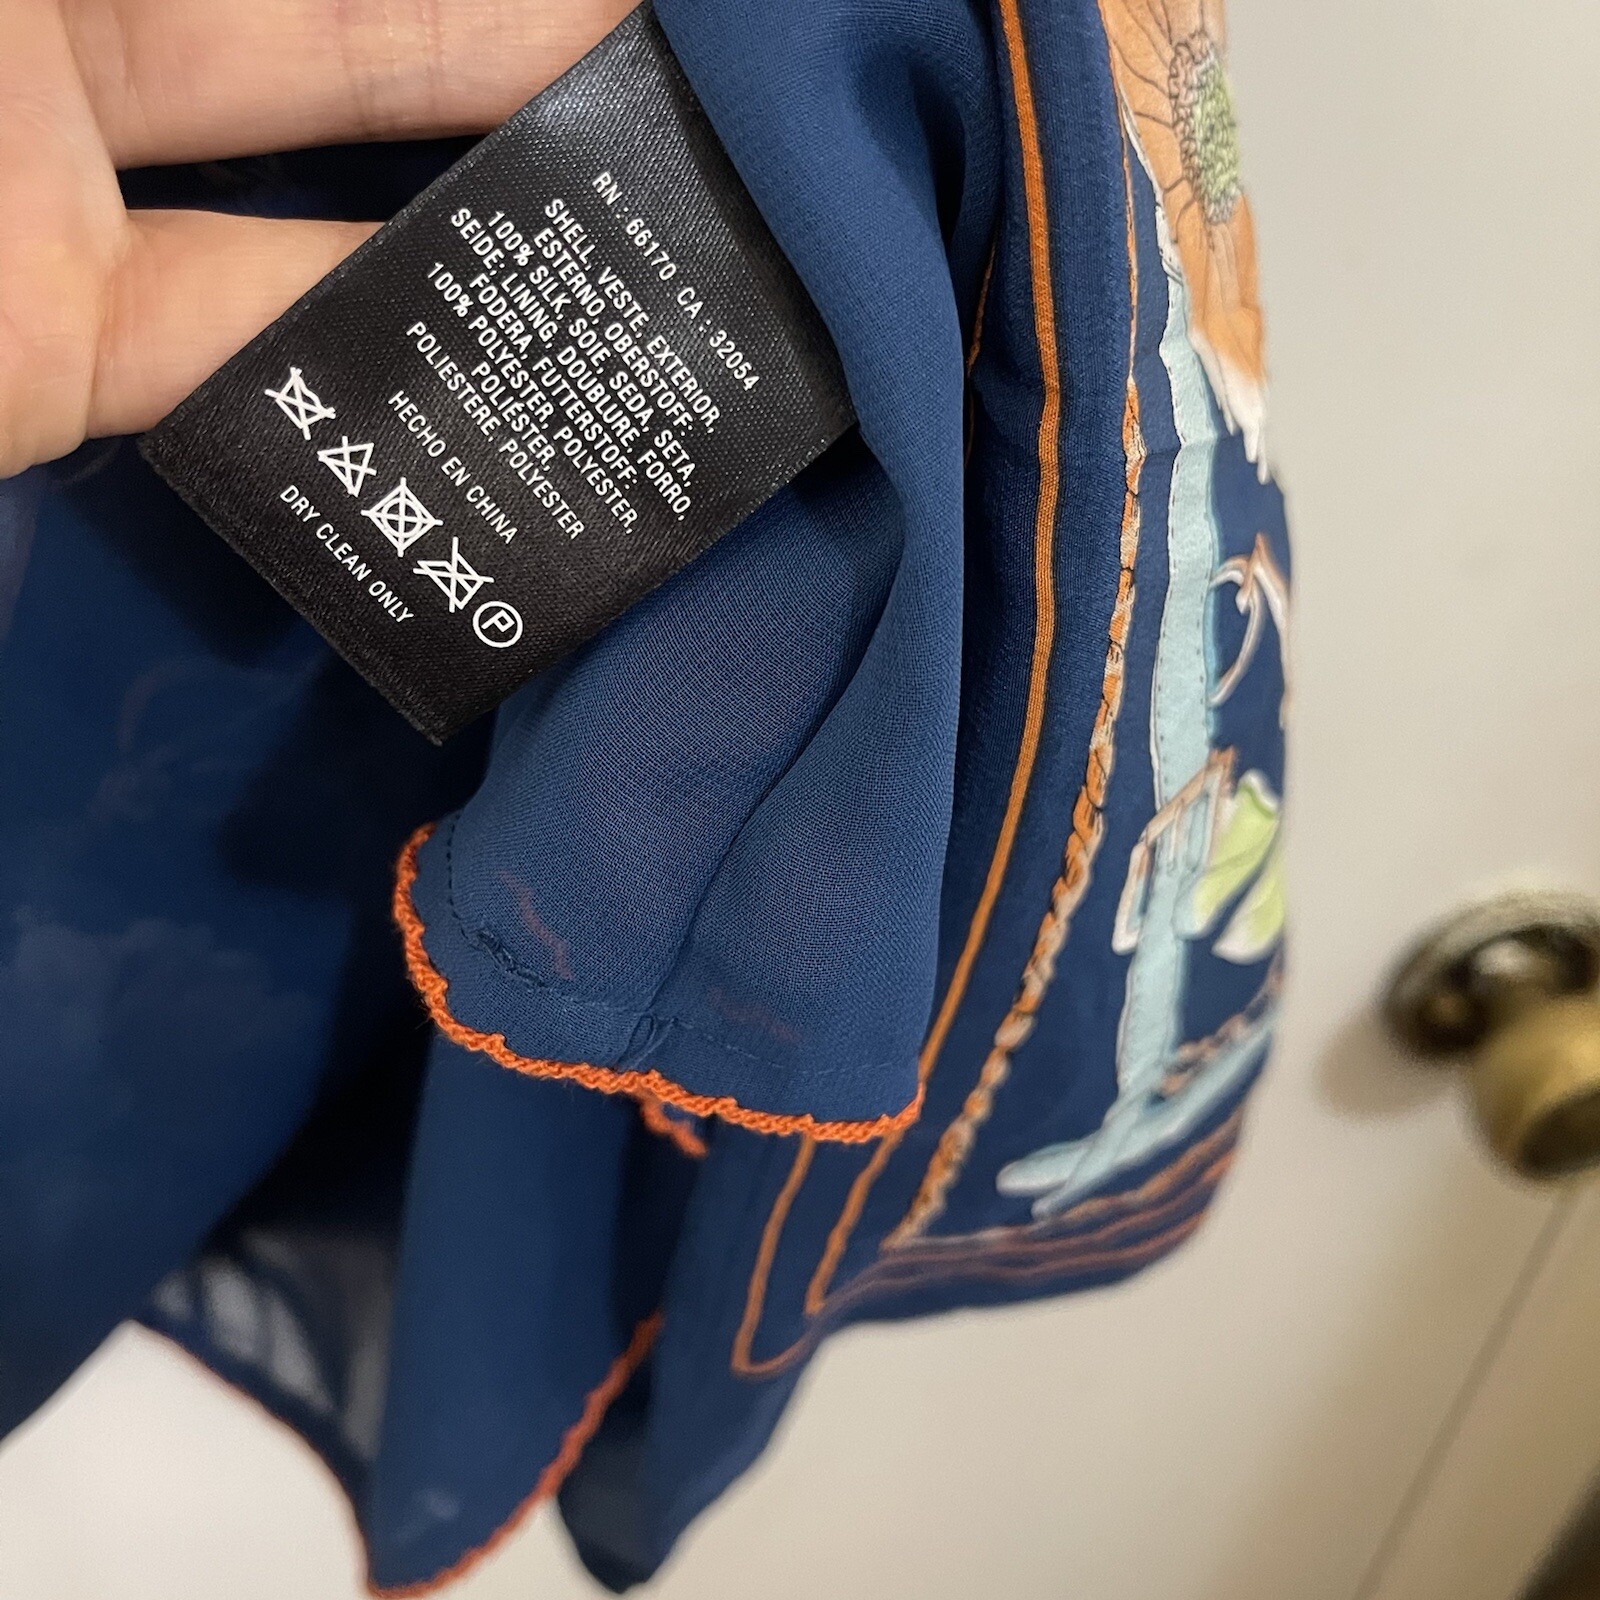 RN : 66170 CA : 32054
SHELL, VESTE, EXTERIOR,
ESTERNO, OBERSTOFF:
100% SILK, SOIE, SEDA, SETA,
SEIDE; LINING, DOUBLURE, FORRO,
FODERA, FUTTERSTOFF:
100% POLYESTER, POLYESTER,
POLIÉSTER,
POLIESTERE, POLYESTER
HECHO EN CHINA
P
DRY CLEAN ONLY